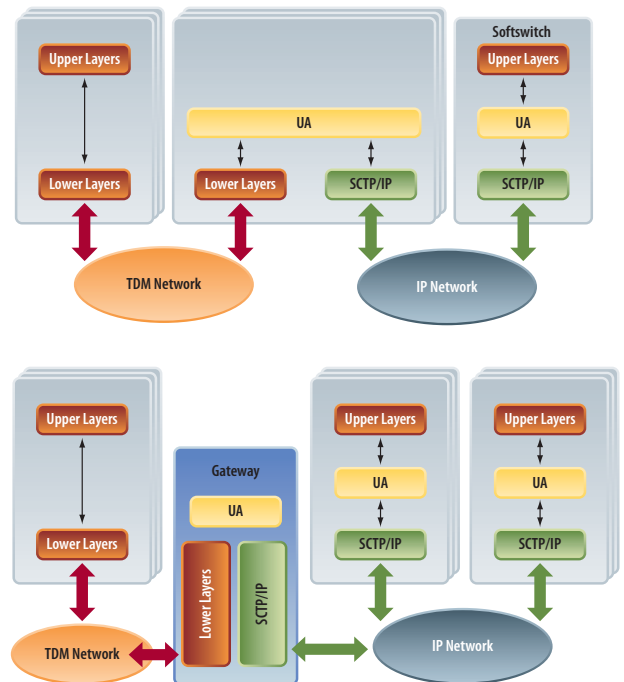 Softswitch
Upper Layers
Upper Layers
UA
UA
Lower Layers
Lower Layers
SCTP/IP
SCTP/IP
TDM Network
IP Network
Upper Layers
Upper Layers
Upper Layers
Gateway
UA
UA
UA
Lower Layers
SCTP/IP
SCTP/IP
Lower Layers
SCTP/IP
TDM Network
IP Network